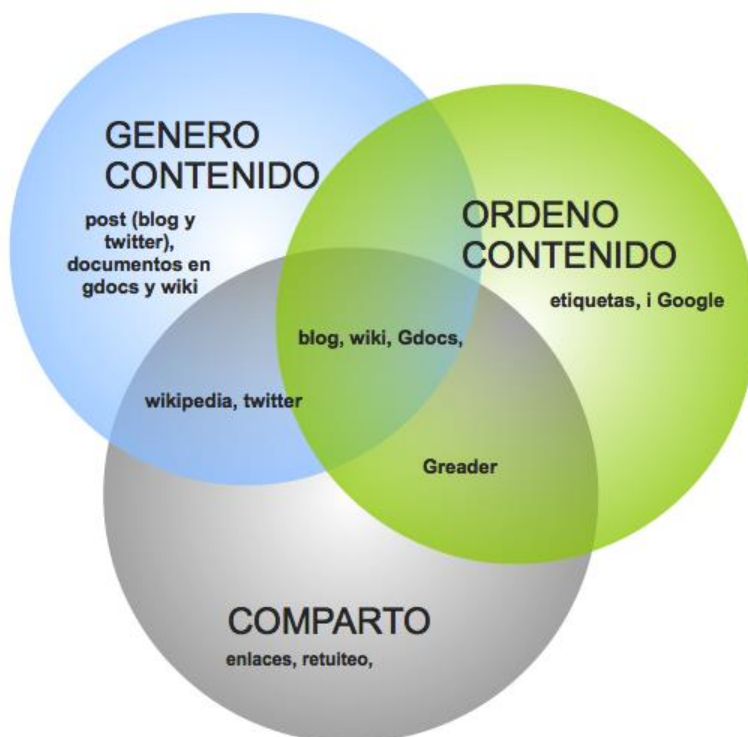 GENERO
CONTENIDO
post (blog y
twitter),
documentos en
gdocs y wiki
ORDENO
CONTENIDO
etiquetas, i Google
blog, wiki, Gdocs,
wikipedia, twitter
Greader
COMPARTO
enlaces, retuiteo,